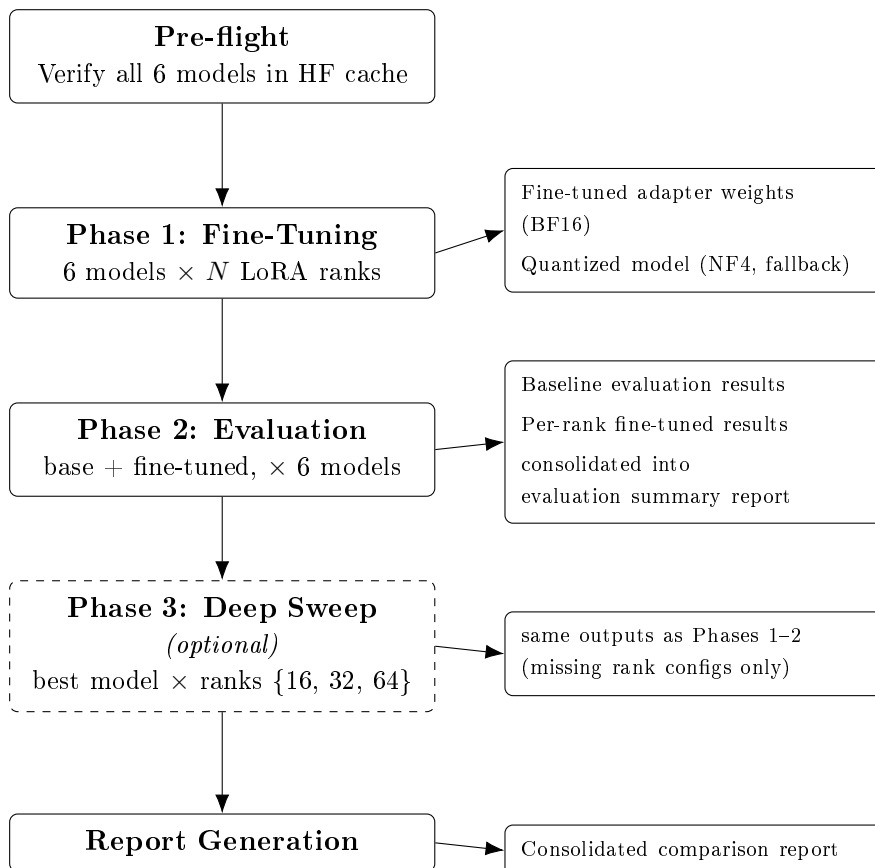 Pre-flight
Verify all 6 models in HF cache
Phase 1: Fine-Tuning
6 models × N LoRA ranks
Fine-tuned adapter weights
(BF16)
Quantized model (NF4, fallback)
Phase 2: Evaluation
base + fine-tuned, × 6 models
Baseline evaluation results
Per-rank fine-tuned results
consolidated into
evaluation summary report
Phase 3: Deep Sweep
(optional)
best model × ranks {16, 32, 64}
same outputs as Phases 1–2
(missing rank configs only)
Report Generation
Consolidated comparison report